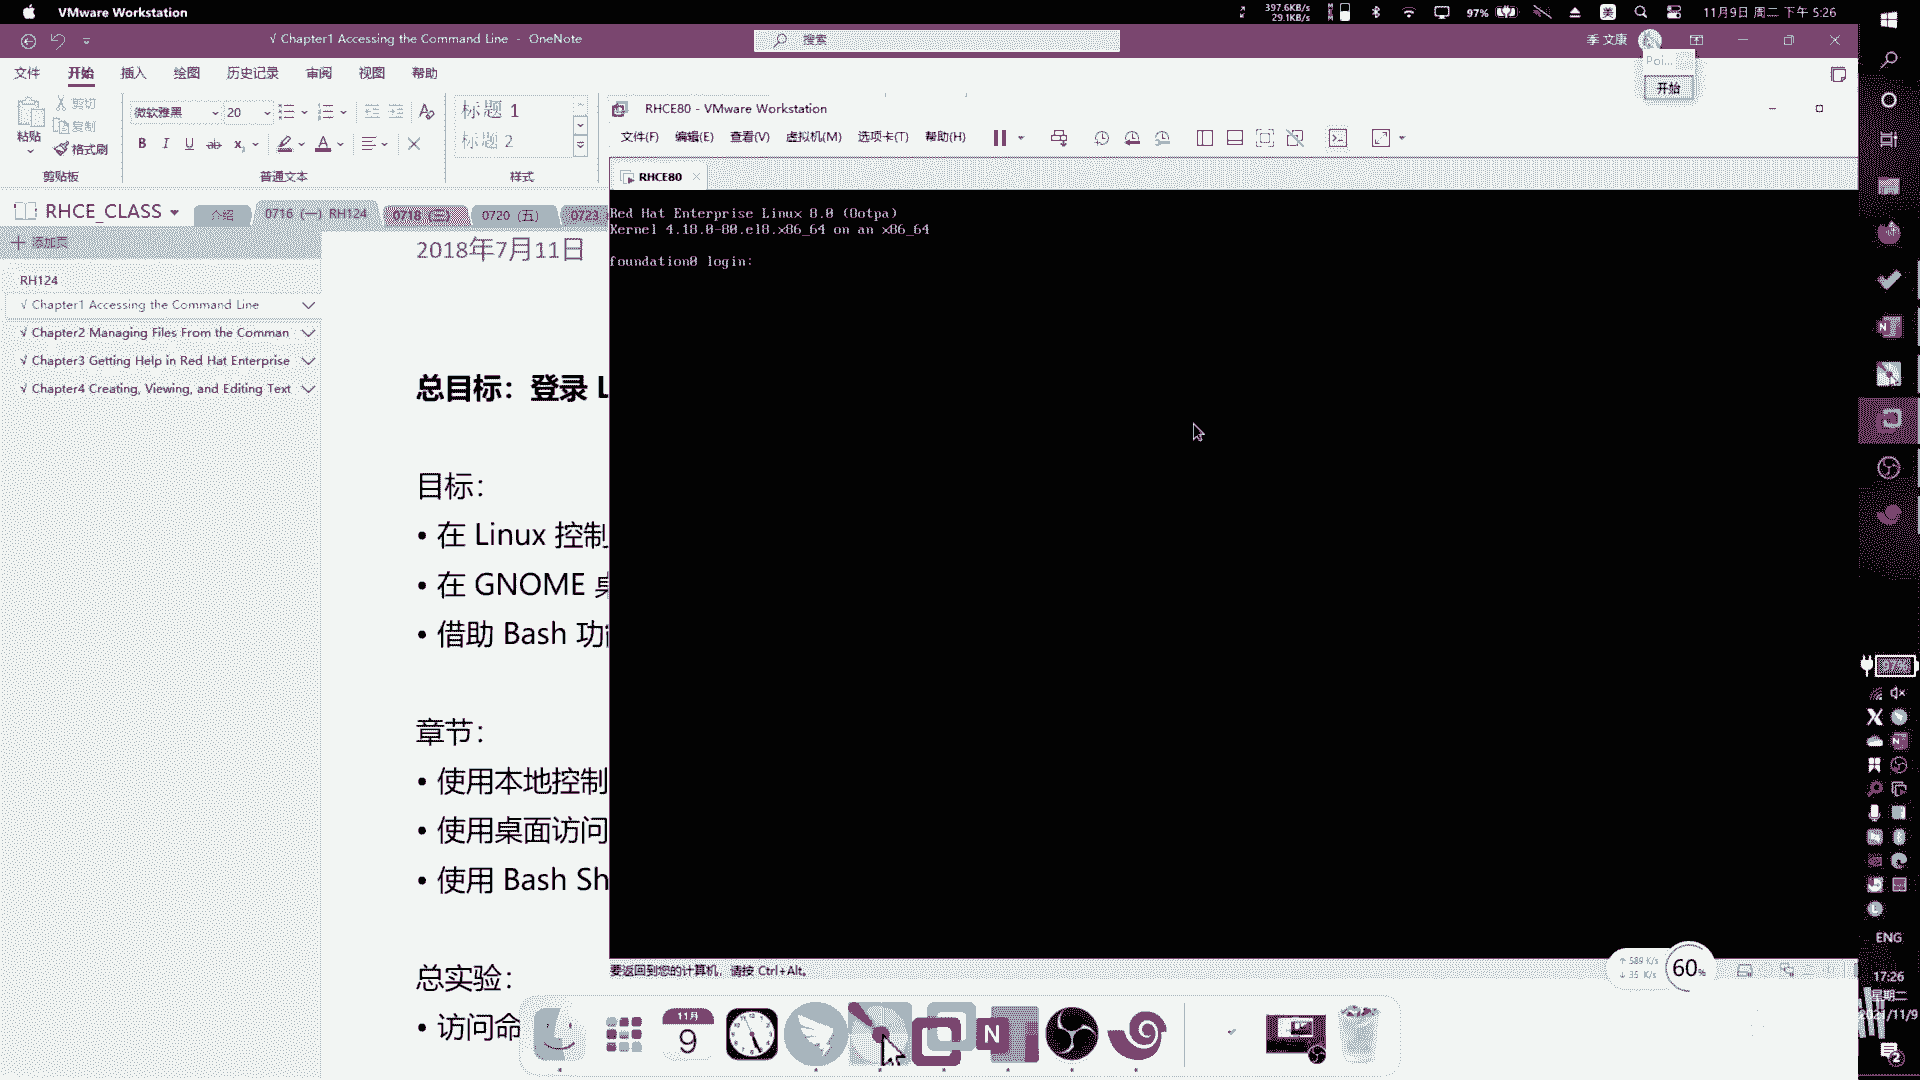 VMware Workstation
397.6KB/s
29.1KB/s
97%
美
11月9日 周二 下午 5:26
√ Chapter1 Accessing the Command Line - OneNote
搜索
季 文康
Poi...
开始
文件 开始 插入 绘图 历史记录 审阅 视图 帮助
粘贴
剪切
复制
格式刷
剪贴板
微软雅黑 20
B I U ab x
普通文本
标题 1
标题 2
样式
RHCE80 - VMware Workstation
文件(F) 编辑(E) 查看(V) 虚拟机(M) 选项卡(T) 帮助(H)
RHCE80
RHCE_CLASS
介绍
0716 (一) RH124
0718 (三)
0720 (五)
0723
添加页
RH124
√ Chapter1 Accessing the Command Line
√ Chapter2 Managing Files From the Comman
√ Chapter3 Getting Help in Red Hat Enterprise
√ Chapter4 Creating, Viewing, and Editing Text
2018年7月11日
总目标：登录 L
目标：
• 在 Linux 控制
• 在 GNOME 桌
• 借助 Bash 功能
章节：
• 使用本地控制
• 使用桌面访问
• 使用 Bash Sh
总实验：
• 访问命
Red Hat Enterprise Linux 8.0 (Ootpa)
Kernel 4.18.0-80.el8.x86_64 on an x86_64
foundation0 login:
要返回到您的计算机，请按 Ctrl+Alt。
↑ 589 K/s
↓ 35 K/s
60%
11月
9
N
97%
ENG
17:26
星期二
2021/11/9
2